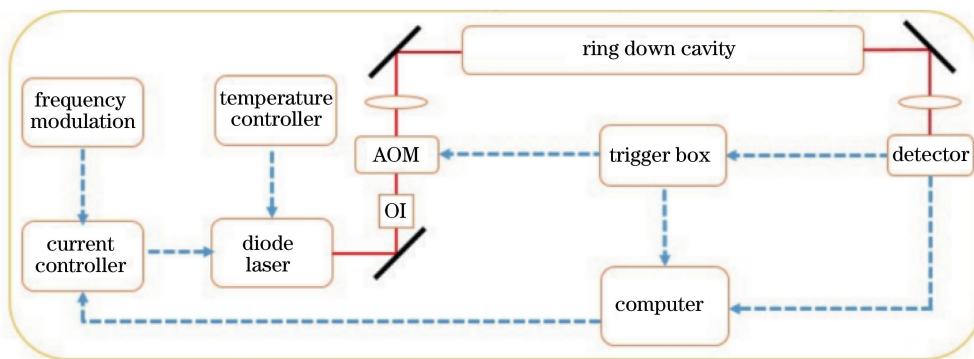 ring down cavity
frequency
modulation
temperature
controller
AOM
trigger box
detector
OI
current
controller
diode
laser
computer